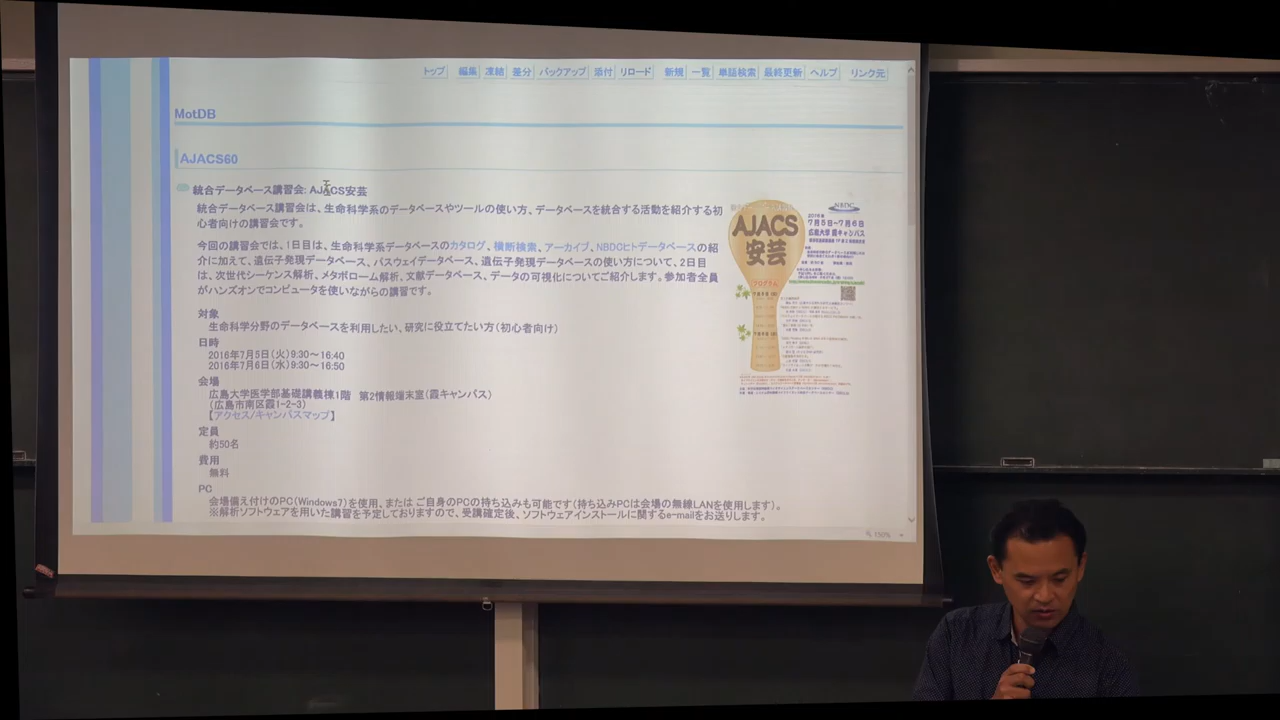 トップ 編集 凍結 差分 バックアップ 添付 リロード 新規 一覧 単語検索 最終更新 ヘルプ リンク元
MotDB
AJACS60
統合データベース講習会: AJACS安芸
統合データベース講習会は、生命科学系のデータベースやツールの使い方、データベースを統合する活動を紹介する初
心者向けの講習会です。
今回の講習会では、1日目は、生命科学系データベースのカタログ、横断検索、アーカイブ、NBDCヒトデータベースの紹
介に加えて、遺伝子発現データベース、パスウェイデータベース、遺伝子発現データベースの使い方について、2日目
は、次世代シーケンス解析、メタボローム解析、文献データベース、データの可視化についてご紹介します。参加者全員
がハンズオンでコンピュータを使いながらの講習です。
対象
生命科学分野のデータベースを利用したい、研究に役立てたい方(初心者向け)
日時
2016年7月5日(火)9:30～16:40
2016年7月6日(水)9:30～16:50
会場
広島大学医学部基礎講義棟1階 第2情報端末室(霞キャンパス)
(広島市南区霞1-2-3)
【アクセス/キャンパスマップ】
定員
約50名
費用
無料
PC
会場備え付けのPC(Windows7)を使用、または ご自身のPCの持ち込みも可能です(持ち込みPCは会場の無線LANを使用します)。
※解析ソフトウェアを用いた講習を予定しておりますので、受講確定後、ソフトウェアインストールに関するe-mailをお送りします。
NBDC
AJACS
安芸
2016年
7月5日～7月6日
広島大学 霞キャンパス
プログラム
150%